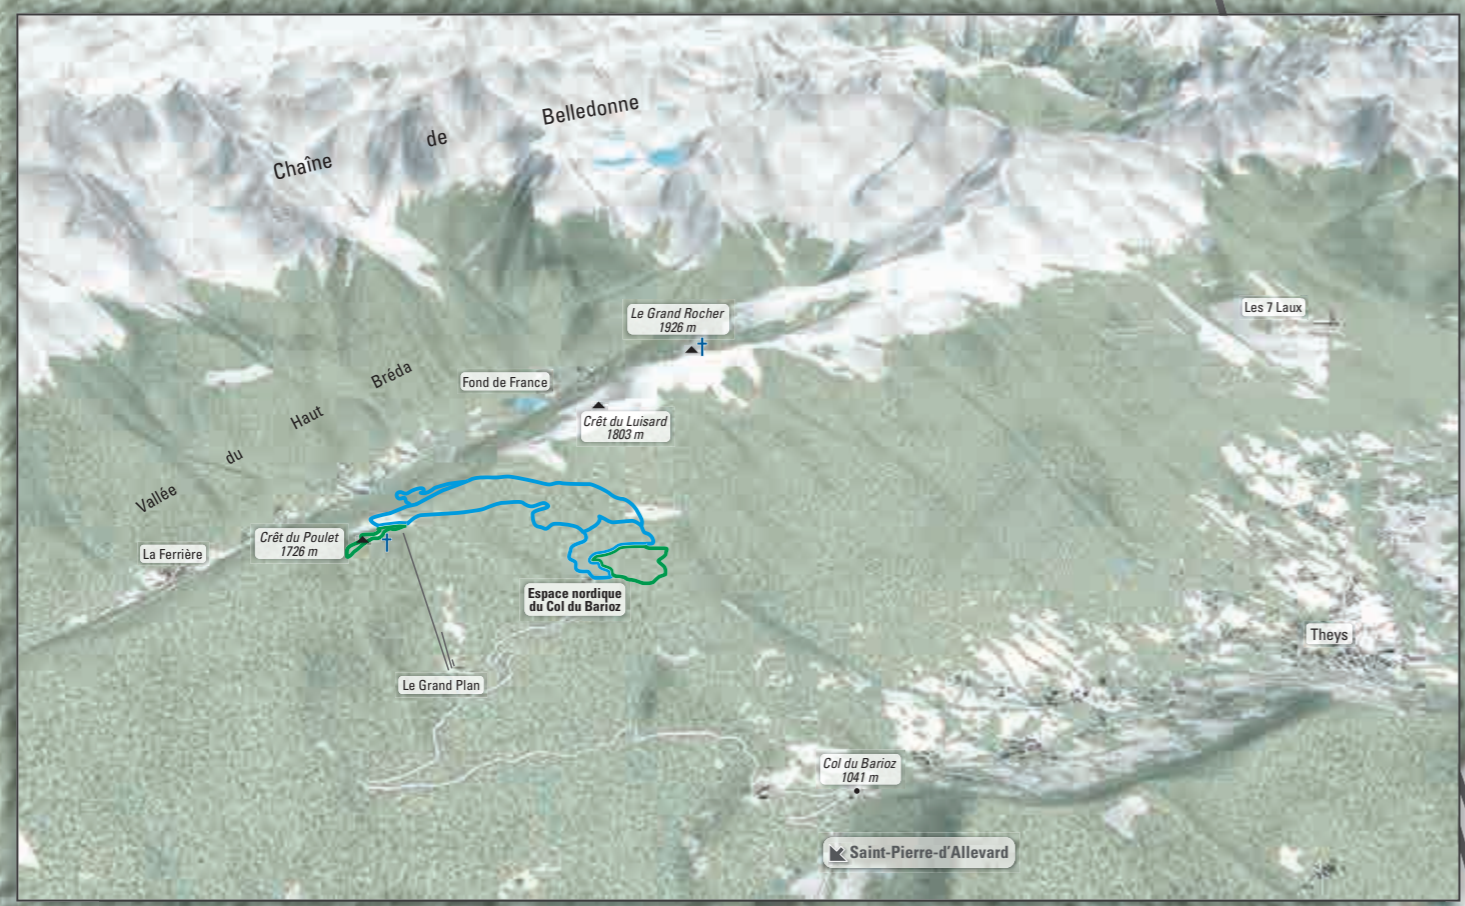 Chaîne de Belledonne
Le Grand Rocher
1926 m
Les 7 Laux
Vallée du Haut Bréda
Fond de France
Crêt du Luisard
1803 m
Crêt du Poulet
1726 m
La Ferrière
Espace nordique
du Col du Barioz
Theys
Le Grand Plan
Col du Barioz
1041 m
Saint-Pierre-d'Allevard